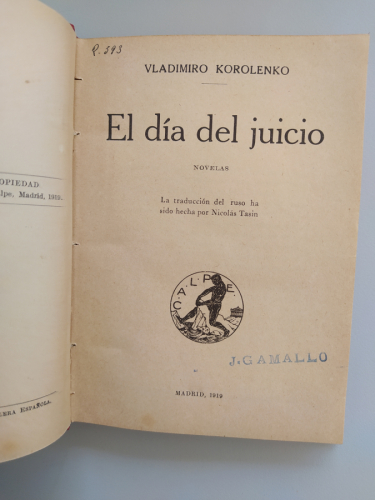 OPIEDAD
lpe, Madrid, 1919.
ERA ESPAÑOLA.
R. 593
VLADIMIRO KOROLENKO
El día del juicio
NOVELAS
La traducción del ruso ha
sido hecha por Nicolás Tasin
CALPE
J. GAMALLO
MADRID, 1919